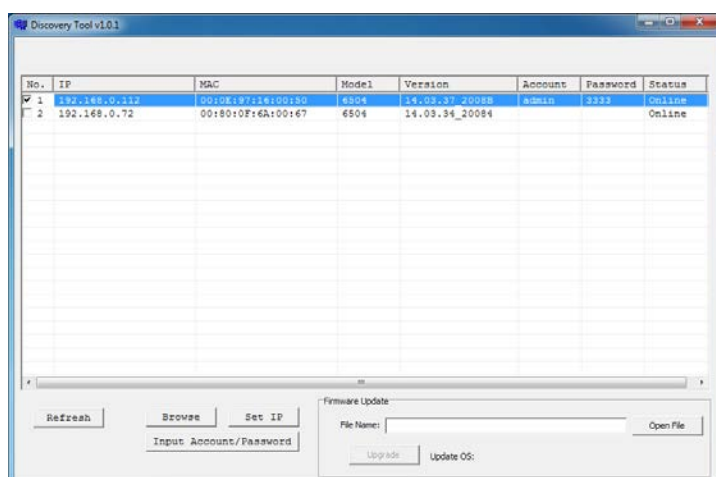 Discovery Tool v1.0.1
No. IP MAC Model Version Account Password Status
1 192.168.0.112 00:0E:97:16:00:50 6504 14.03.37_2008B admin 3333 Online
2 192.168.0.72 00:80:0F:6A:00:67 6504 14.03.34_20084 Online
Firmware Update
Refresh Browse Set IP File Name: Open File
Input Account/Password Upgrade Update OS: